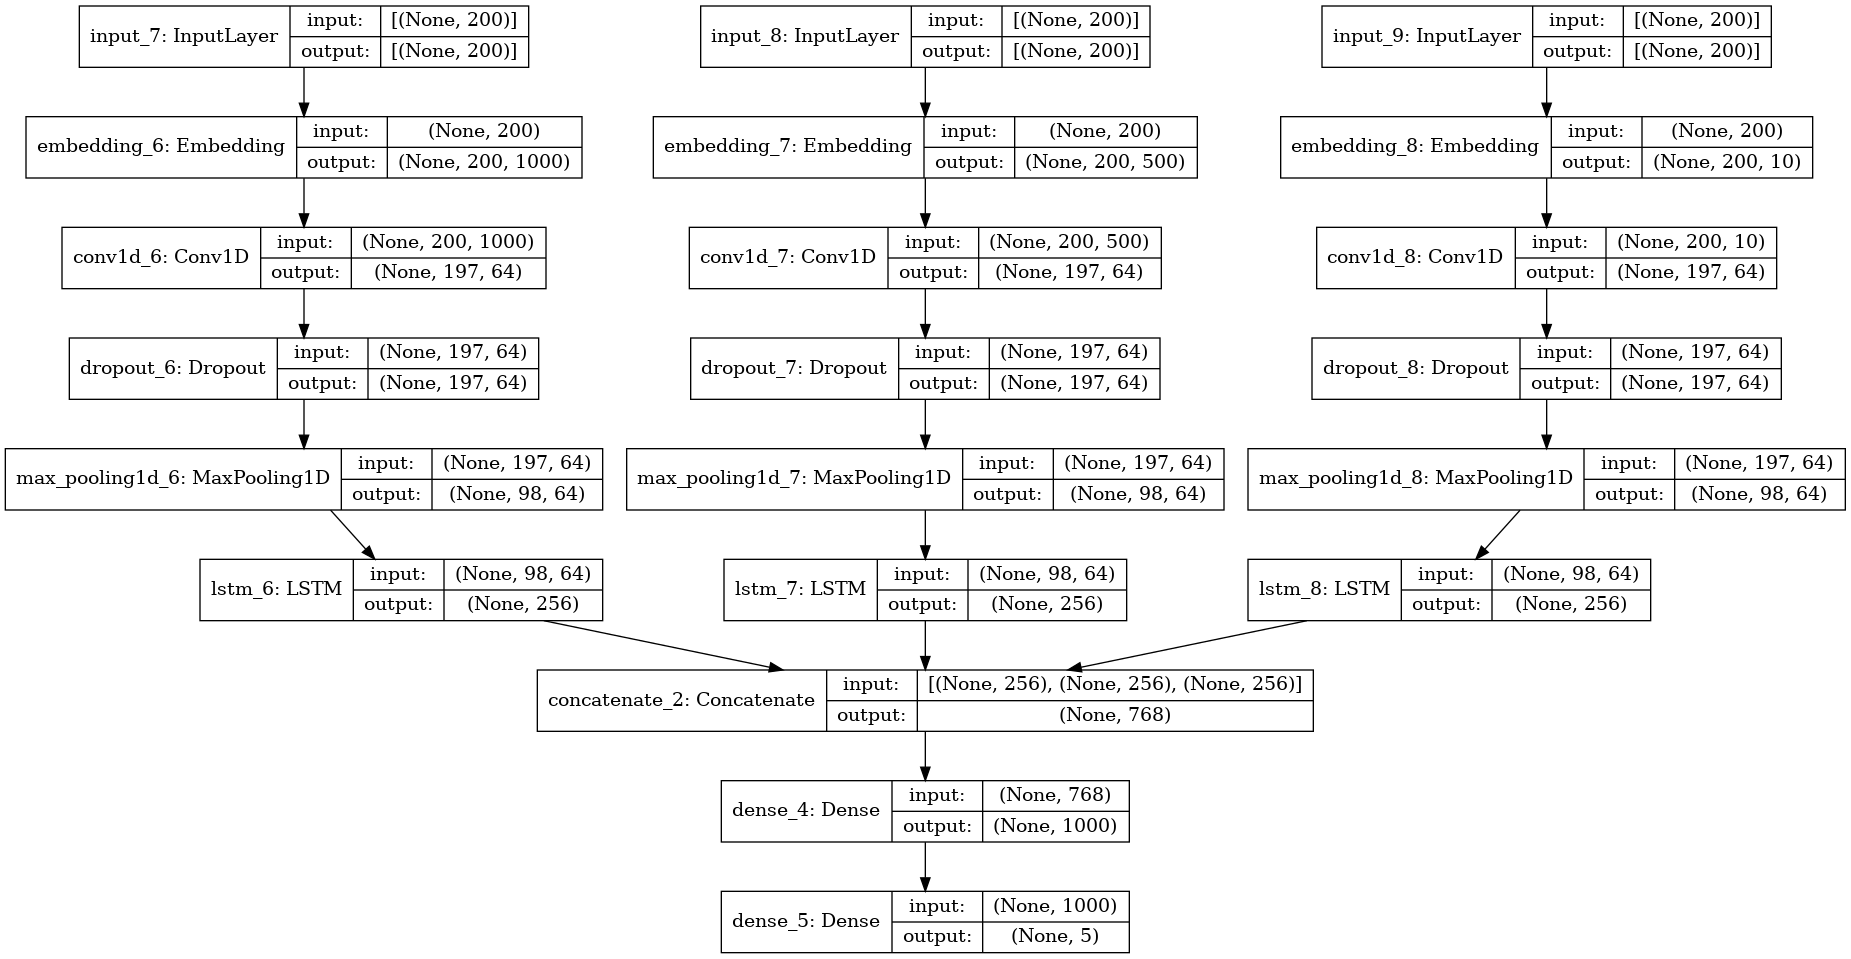 input_7: InputLayer
input: [(None, 200)]
output: [(None, 200)]
input_8: InputLayer
input: [(None, 200)]
output: [(None, 200)]
input_9: InputLayer
input: [(None, 200)]
output: [(None, 200)]
embedding_6: Embedding
input: (None, 200)
output: (None, 200, 1000)
embedding_7: Embedding
input: (None, 200)
output: (None, 200, 500)
embedding_8: Embedding
input: (None, 200)
output: (None, 200, 10)
conv1d_6: Conv1D
input: (None, 200, 1000)
output: (None, 197, 64)
conv1d_7: Conv1D
input: (None, 200, 500)
output: (None, 197, 64)
conv1d_8: Conv1D
input: (None, 200, 10)
output: (None, 197, 64)
dropout_6: Dropout
input: (None, 197, 64)
output: (None, 197, 64)
dropout_7: Dropout
input: (None, 197, 64)
output: (None, 197, 64)
dropout_8: Dropout
input: (None, 197, 64)
output: (None, 197, 64)
max_pooling1d_6: MaxPooling1D
input: (None, 197, 64)
output: (None, 98, 64)
max_pooling1d_7: MaxPooling1D
input: (None, 197, 64)
output: (None, 98, 64)
max_pooling1d_8: MaxPooling1D
input: (None, 197, 64)
output: (None, 98, 64)
lstm_6: LSTM
input: (None, 98, 64)
output: (None, 256)
lstm_7: LSTM
input: (None, 98, 64)
output: (None, 256)
lstm_8: LSTM
input: (None, 98, 64)
output: (None, 256)
concatenate_2: Concatenate
input: [(None, 256), (None, 256), (None, 256)]
output: (None, 768)
dense_4: Dense
input: (None, 768)
output: (None, 1000)
dense_5: Dense
input: (None, 1000)
output: (None, 5)